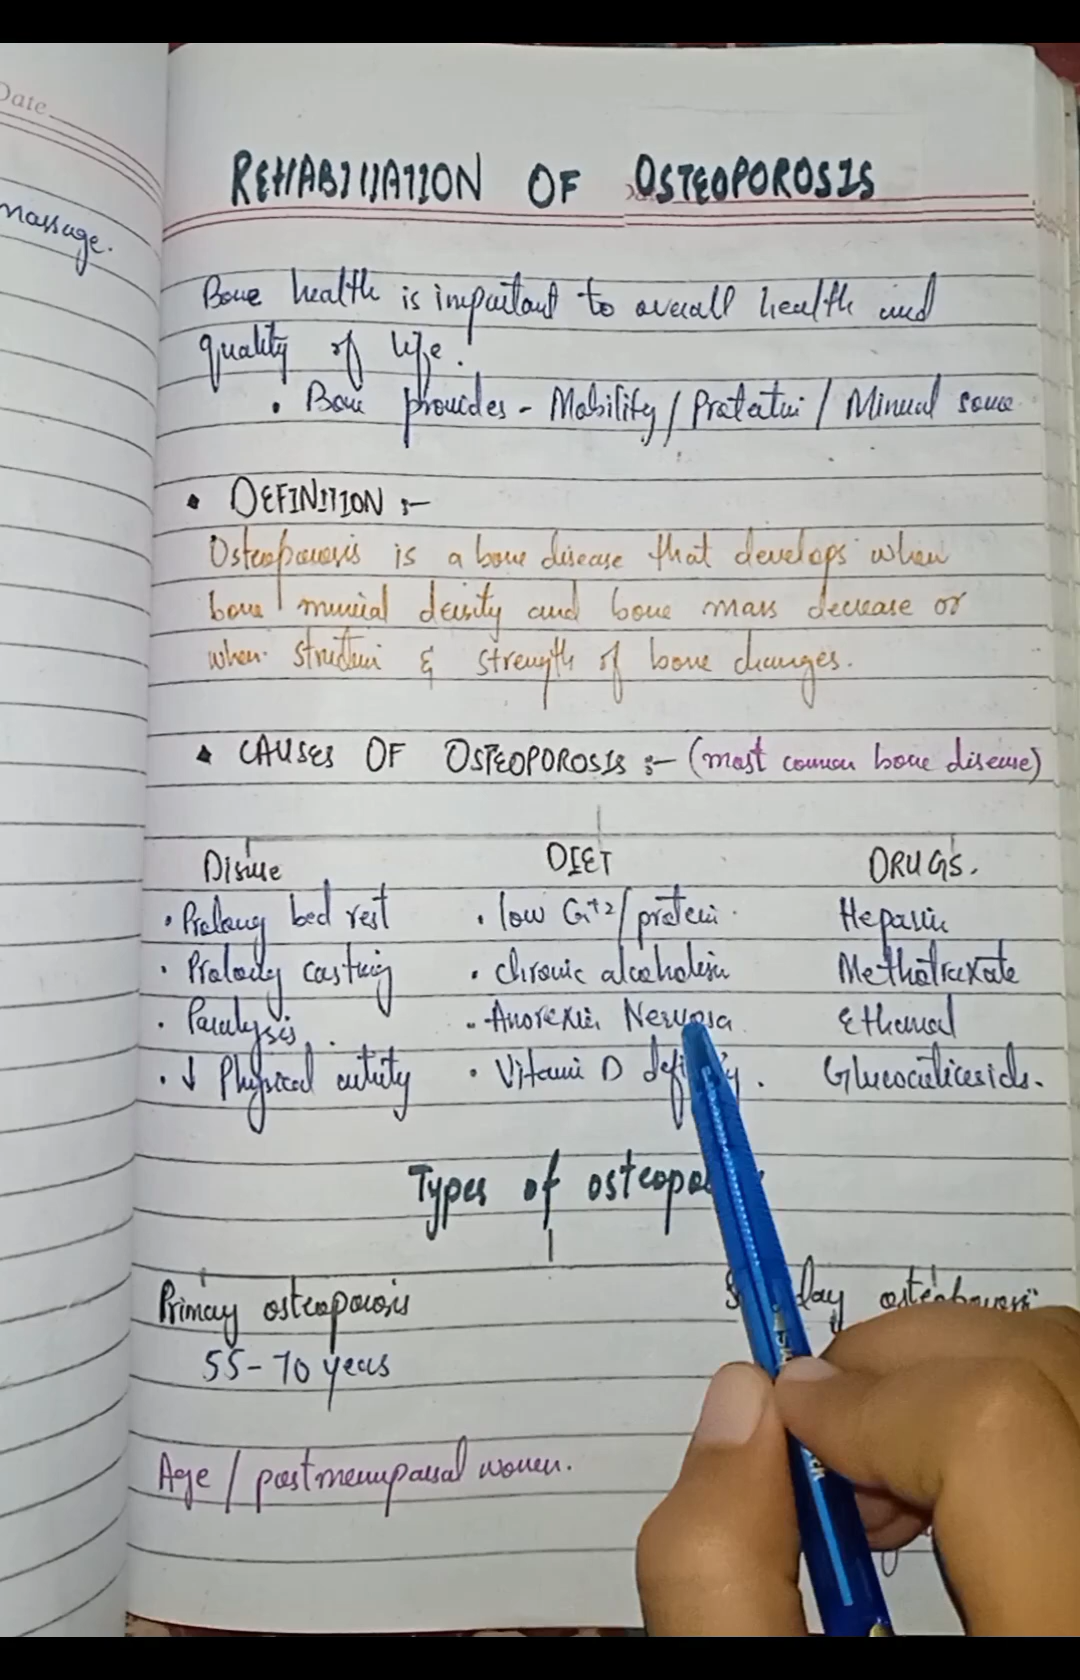 Date
massage.
REHABILITATION OF OSTEOPOROSIS
Bone health is important to overall health and
quality of life.
• Bone provides - Mobility / Protection / Mineral source
• DEFINITION :-
Osteoporosis is a bone disease that develops when
bone mineral density and bone mass decrease or
when structure & strength of bone changes.
▲ CAUSES OF OSTEOPOROSIS :- (most common bone disease)
Disuse DIET DRUGS.
• Prolong bed rest • low Ca+2 / protein. Heparin
• Prolong casting • chronic alcoholism Methotrexate
• Paralysis. • Anorexia Nervosa Ethanol
• ↓ Physical activity • Vitamin D Glucocorticoids.
Types of
Primary osteoporosis osteoporosis
55-70 years
Age / postmenopausal women.